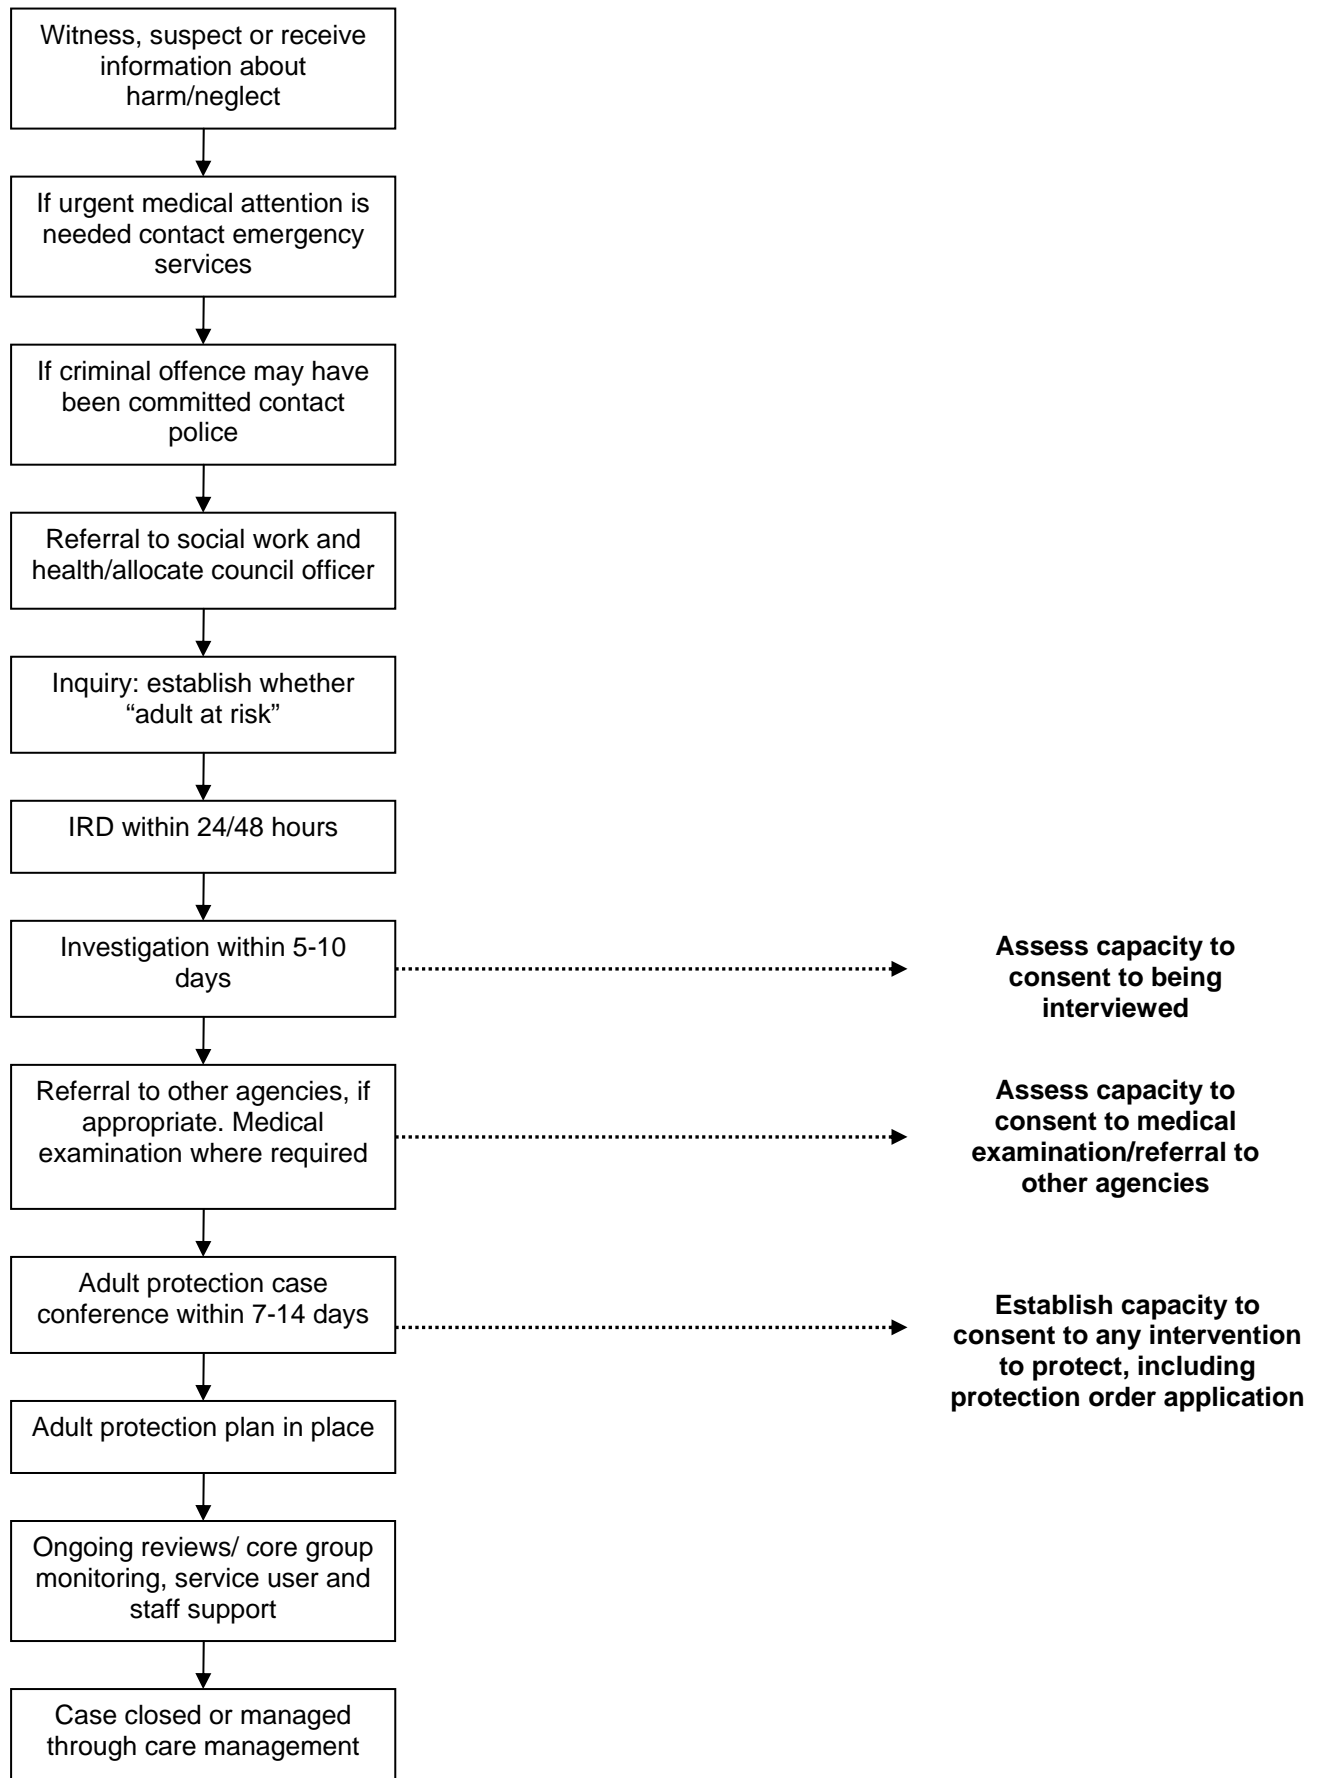 Witness, suspect or receive
information about
harm/neglect
If urgent medical attention is
needed contact emergency
services
If criminal offence may have
been committed contact
police
Referral to social work and
health/allocate council officer
Inquiry: establish whether
“adult at risk”
IRD within 24/48 hours
Investigation within 5-10
days
Assess capacity to
consent to being
interviewed
Referral to other agencies, if
appropriate. Medical
examination where required
Assess capacity to
consent to medical
examination/referral to
other agencies
Adult protection case
conference within 7-14 days
Establish capacity to
consent to any intervention
to protect, including
protection order application
Adult protection plan in place
Ongoing reviews/ core group
monitoring, service user and
staff support
Case closed or managed
through care management